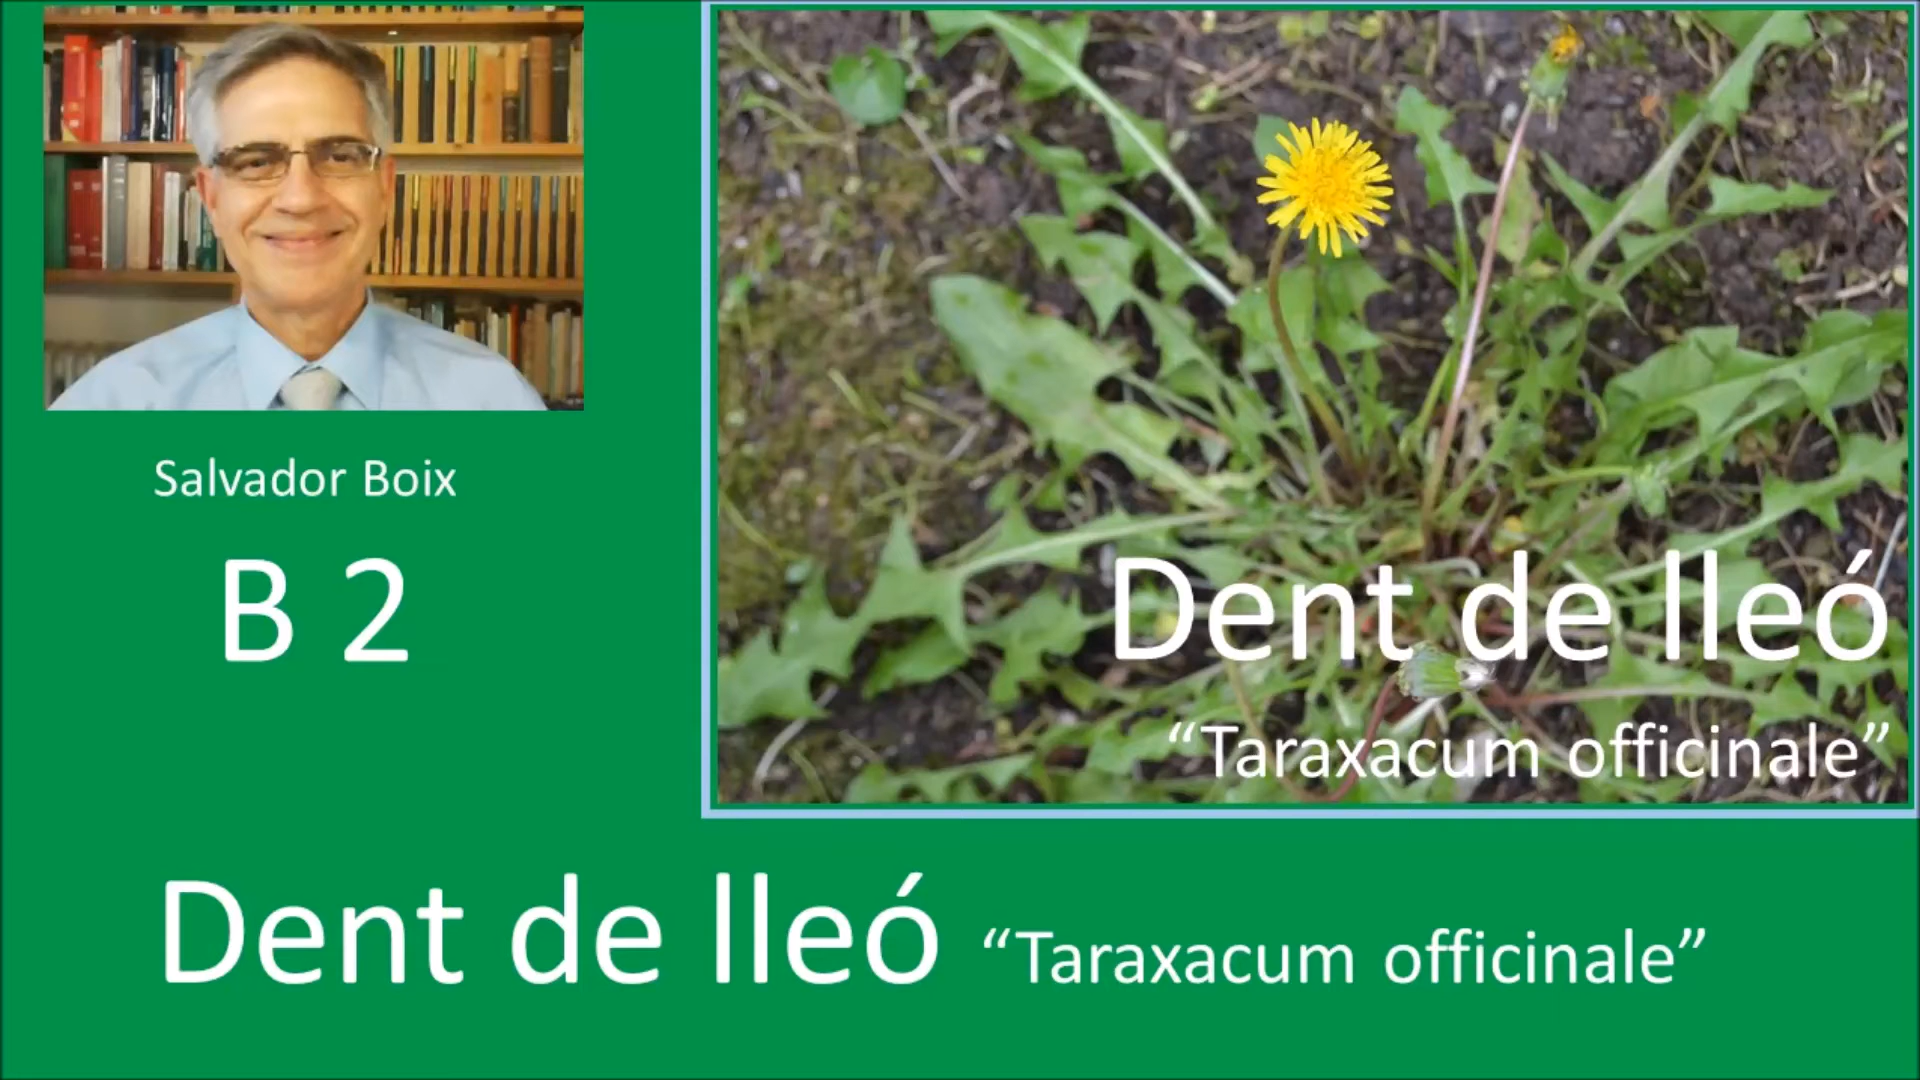 Salvador Boix
B 2
Dent de lleó
“Taraxacum officinale”
Dent de lleó “Taraxacum officinale”